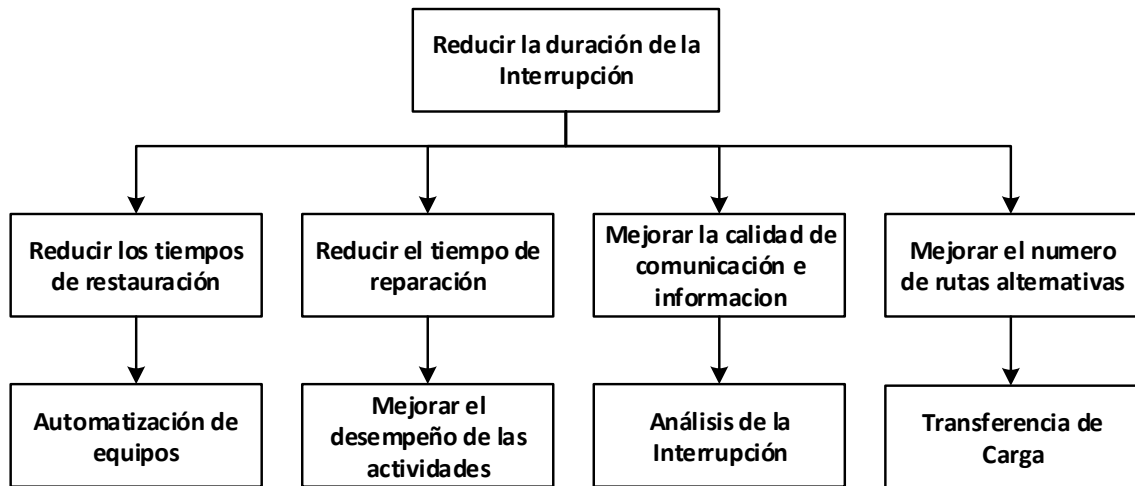 Reducir la duración de la
Interrupción
Reducir los tiempos
de restauración
Reducir el tiempo de
reparación
Mejorar la calidad de
comunicación e
informacion
Mejorar el numero
de rutas alternativas
Automatización de
equipos
Mejorar el
desempeño de las
actividades
Análisis de la
Interrupción
Transferencia de
Carga